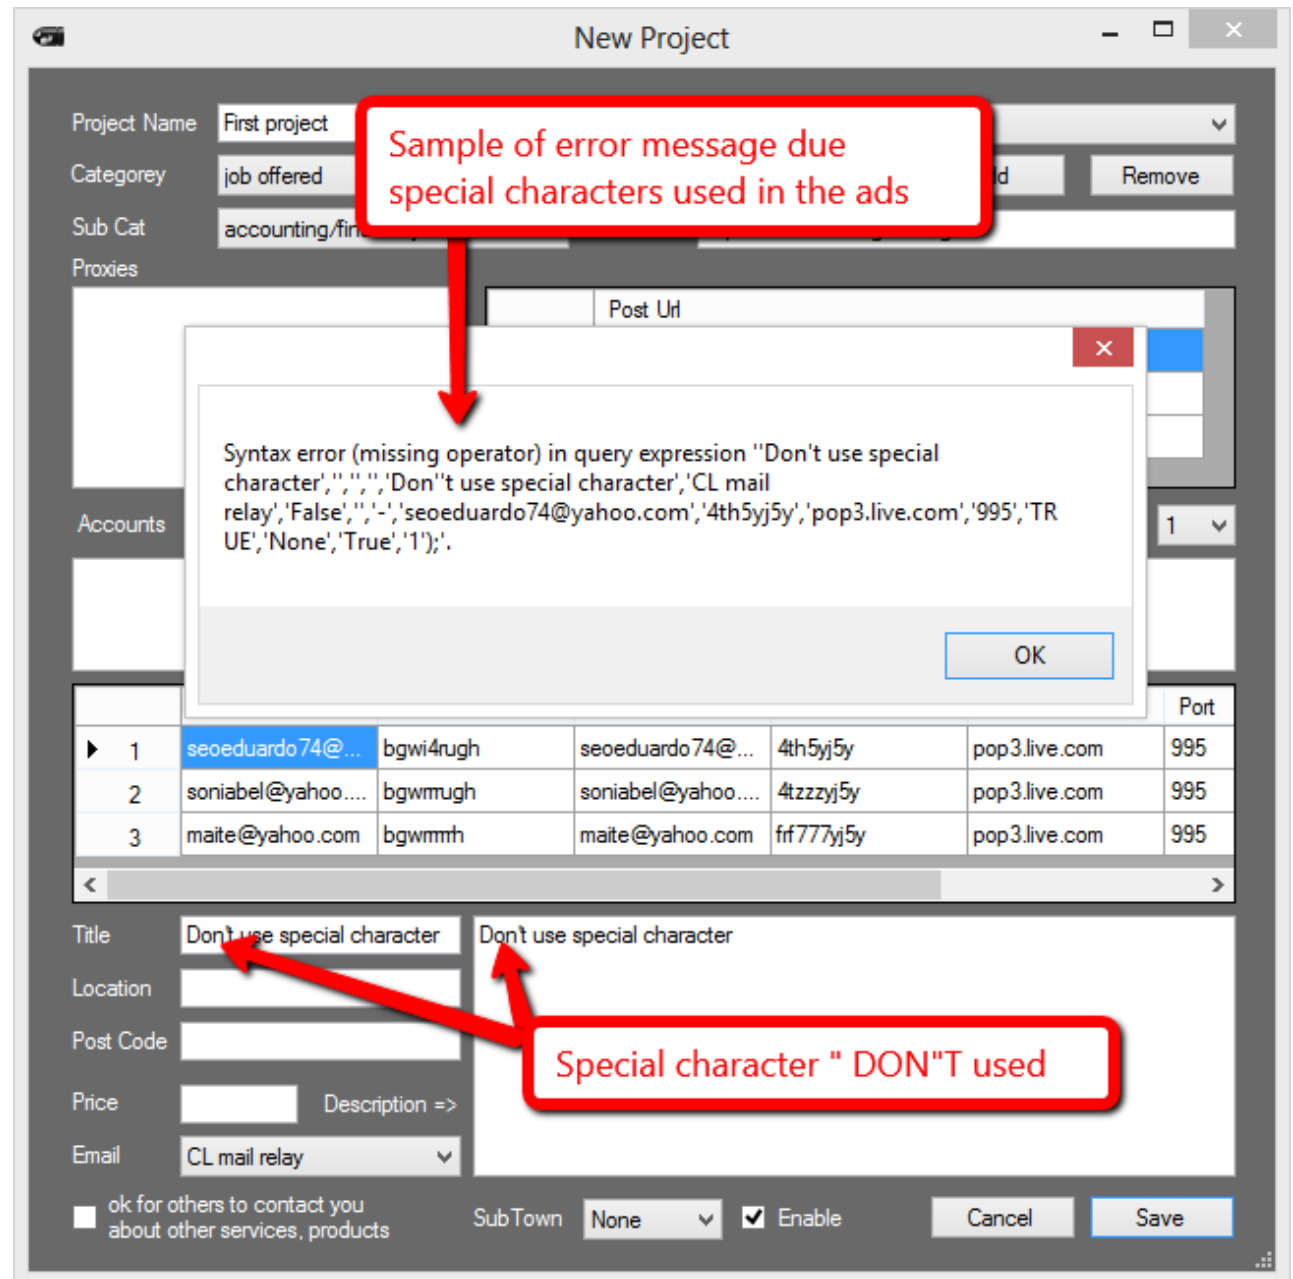 New Project
Project Name First project
Sample of error message due
special characters used in the ads
Categorey job offered Remove
Sub Cat
Proxies
Post Url
Syntax error (missing operator) in query expression ''Don't use special
character','','','','Don''t use special character','CL mail
relay','False','','-','seoeduardo74@yahoo.com','4th5yj5y','pop3.live.com','995','TR
UE','None','True','1');'.
OK
Accounts 1
Port
1 seoeduardo74@... bgwi4rugh seoeduardo74@... 4th5yj5y pop3.live.com 995
2 soniabel@yahoo.... soniabel@yahoo.... 4tzzzyj5y pop3.live.com 995
3 maite@yahoo.com maite@yahoo.com frf777yj5y pop3.live.com 995
Title Don't use special character Don't use special character
Location
Post Code
Special character " DON"T used
Price Description =>
Email CL mail relay
ok for others to contact you
about other services, products
SubTown None Enable Cancel Save